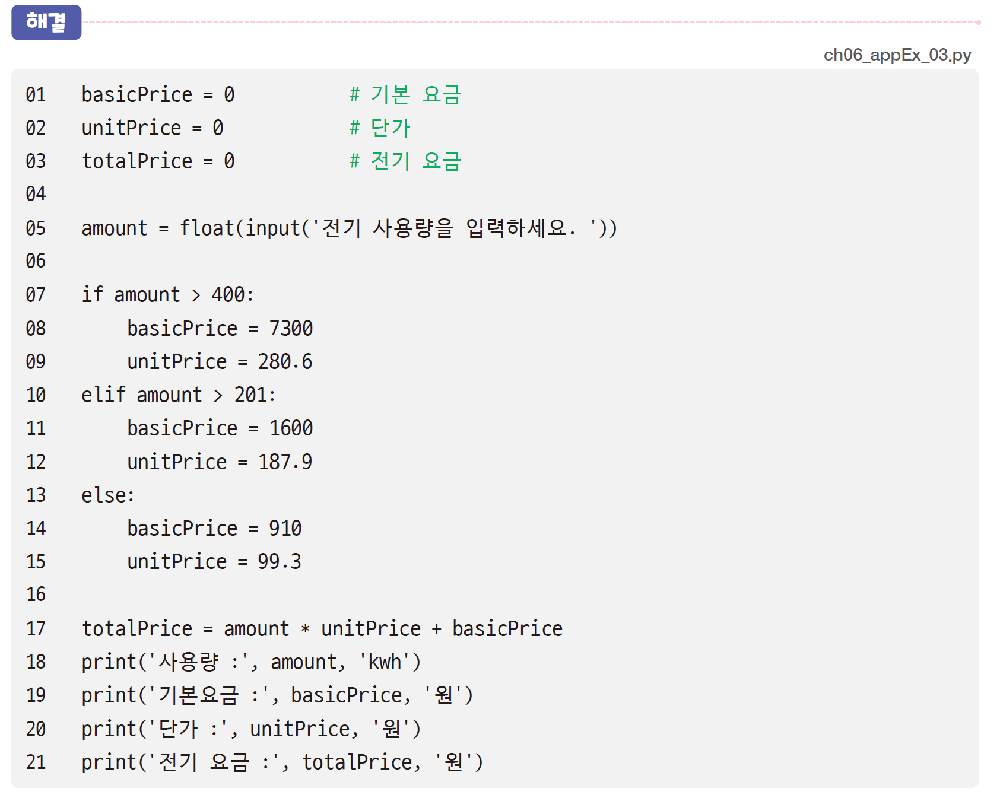 해결
ch06_appEx_03.py
01 basicPrice = 0 # 기본 요금
02 unitPrice = 0 # 단가
03 totalPrice = 0 # 전기 요금
04
05 amount = float(input('전기 사용량을 입력하세요. '))
06
07 if amount > 400:
08     basicPrice = 7300
09     unitPrice = 280.6
10 elif amount > 201:
11     basicPrice = 1600
12     unitPrice = 187.9
13 else:
14     basicPrice = 910
15     unitPrice = 99.3
16
17 totalPrice = amount * unitPrice + basicPrice
18 print('사용량 :', amount, 'kwh')
19 print('기본요금 :', basicPrice, '원')
20 print('단가 :', unitPrice, '원')
21 print('전기 요금 :', totalPrice, '원')